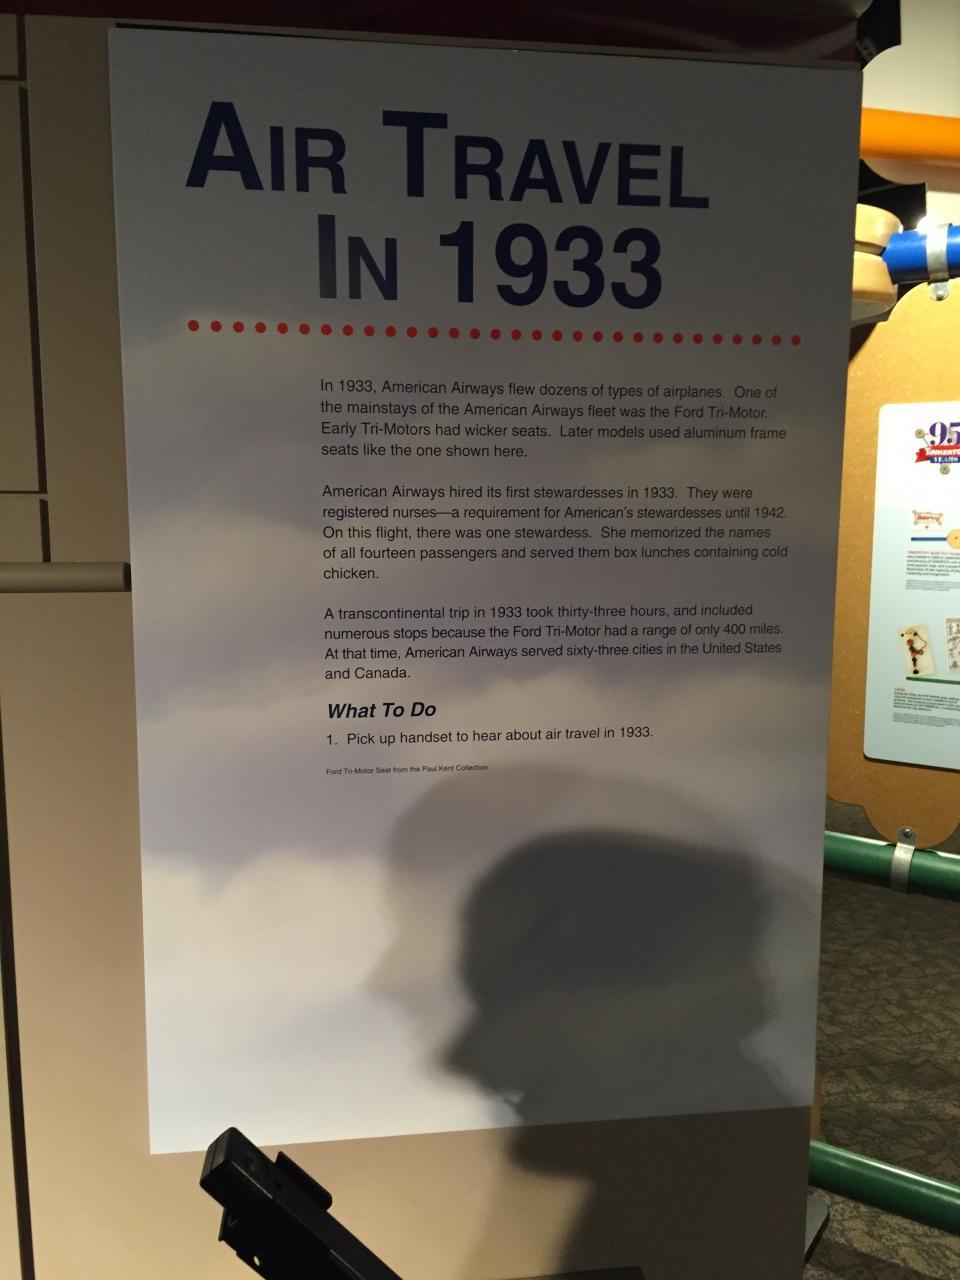 AIR TRAVEL
IN 1933
In 1933, American Airways flew dozens of types of airplanes. One of
the mainstays of the American Airways fleet was the Ford Tri-Motor.
Early Tri-Motors had wicker seats. Later models used aluminum frame
seats like the one shown here.
American Airways hired its first stewardesses in 1933. They were
registered nurses—a requirement for American's stewardesses until 1942.
On this flight, there was one stewardess. She memorized the names
of all fourteen passengers and served them box lunches containing cold
chicken.
A transcontinental trip in 1933 took thirty-three hours, and included
numerous stops because the Ford Tri-Motor had a range of only 400 miles.
At that time, American Airways served sixty-three cities in the United States
and Canada.
What To Do
1. Pick up handset to hear about air travel in 1933.
Ford Tri-Motor Seat from the Paul Kent Collection
95
YEARS